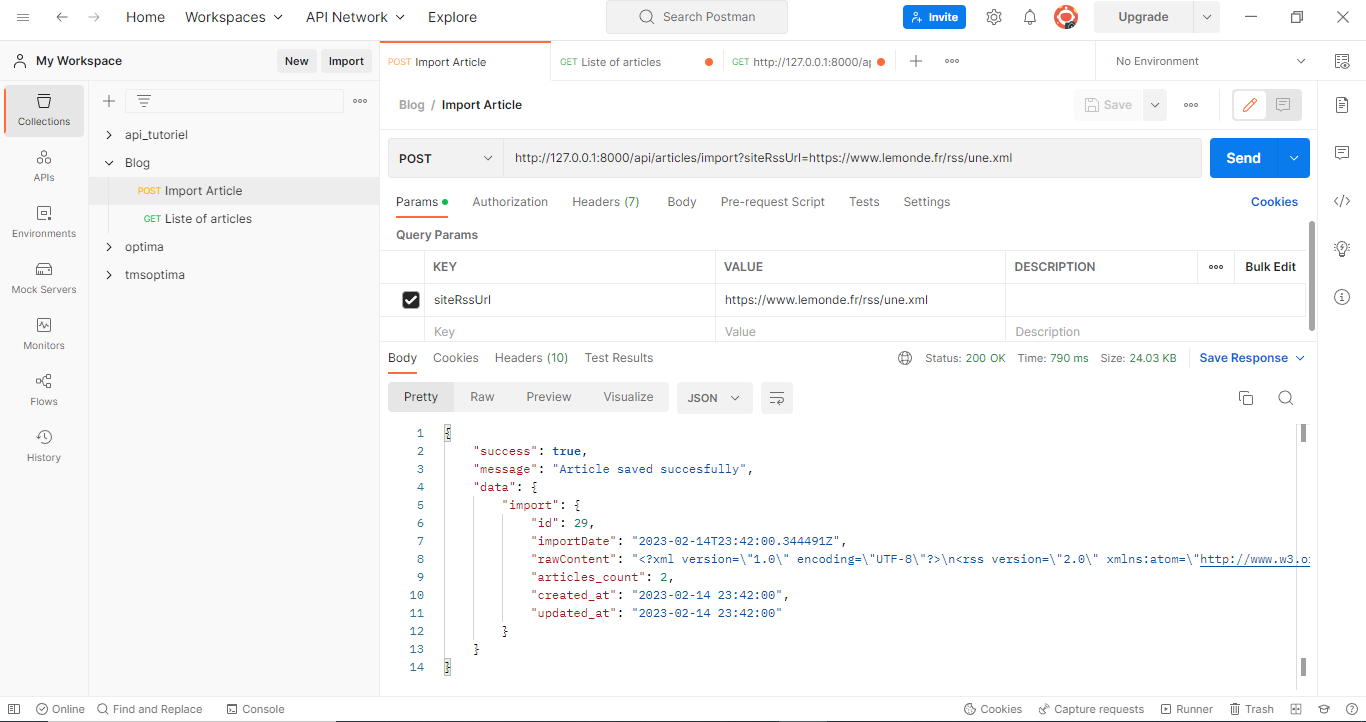 Home Workspaces API Network Explore Search Postman Invite Upgrade
My Workspace New Import POST Import Article GET Liste of articles GET http://127.0.0.1:8000/ap No Environment
Collections
APIs
Environments
Mock Servers
Monitors
Flows
History
api_tutoriel
Blog
POST Import Article
GET Liste of articles
optima
tmsoptima
Blog / Import Article Save
POST http://127.0.0.1:8000/api/articles/import?siteRssUrl=https://www.lemonde.fr/rss/une.xml Send
Params Authorization Headers (7) Body Pre-request Script Tests Settings Cookies
Query Params
KEY VALUE DESCRIPTION Bulk Edit
siteRssUrl https://www.lemonde.fr/rss/une.xml
Key Value Description
Body Cookies Headers (10) Test Results Status: 200 OK Time: 790 ms Size: 24.03 KB Save Response
Pretty Raw Preview Visualize JSON
1 {
2 "success": true,
3 "message": "Article saved succesfully",
4 "data": {
5 "import": {
6 "id": 29,
7 "importDate": "2023-02-14T23:42:00.344491Z",
8 "rawContent": "<?xml version=\"1.0\" encoding=\"UTF-8\"?>\n<rss version=\"2.0\" xmlns:atom=\"http://www.w3.o
9 "articles_count": 2,
10 "created_at": "2023-02-14 23:42:00",
11 "updated_at": "2023-02-14 23:42:00"
12 }
13 }
14 }
Online Find and Replace Console Cookies Capture requests Runner Trash